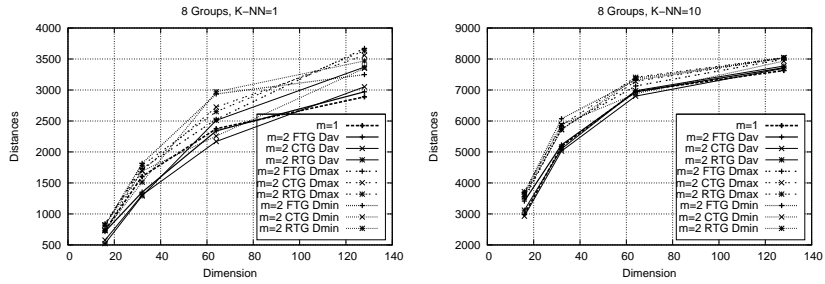 8 Groups, K-NN=1
4000
3500
3000
2500
2000
1500
1000
500
0 20 40 60 80 100 120 140
Distances
Dimension
m=1
m=2 FTG Dav
m=2 CTG Dav
m=2 RTG Dav
m=2 FTG Dmax
m=2 CTG Dmax
m=2 RTG Dmax
m=2 FTG Dmin
m=2 CTG Dmin
m=2 RTG Dmin
8 Groups, K-NN=10
9000
8000
7000
6000
5000
4000
3000
2000
0 20 40 60 80 100 120 140
Distances
Dimension
m=1
m=2 FTG Dav
m=2 CTG Dav
m=2 RTG Dav
m=2 FTG Dmax
m=2 CTG Dmax
m=2 RTG Dmax
m=2 FTG Dmin
m=2 CTG Dmin
m=2 RTG Dmin